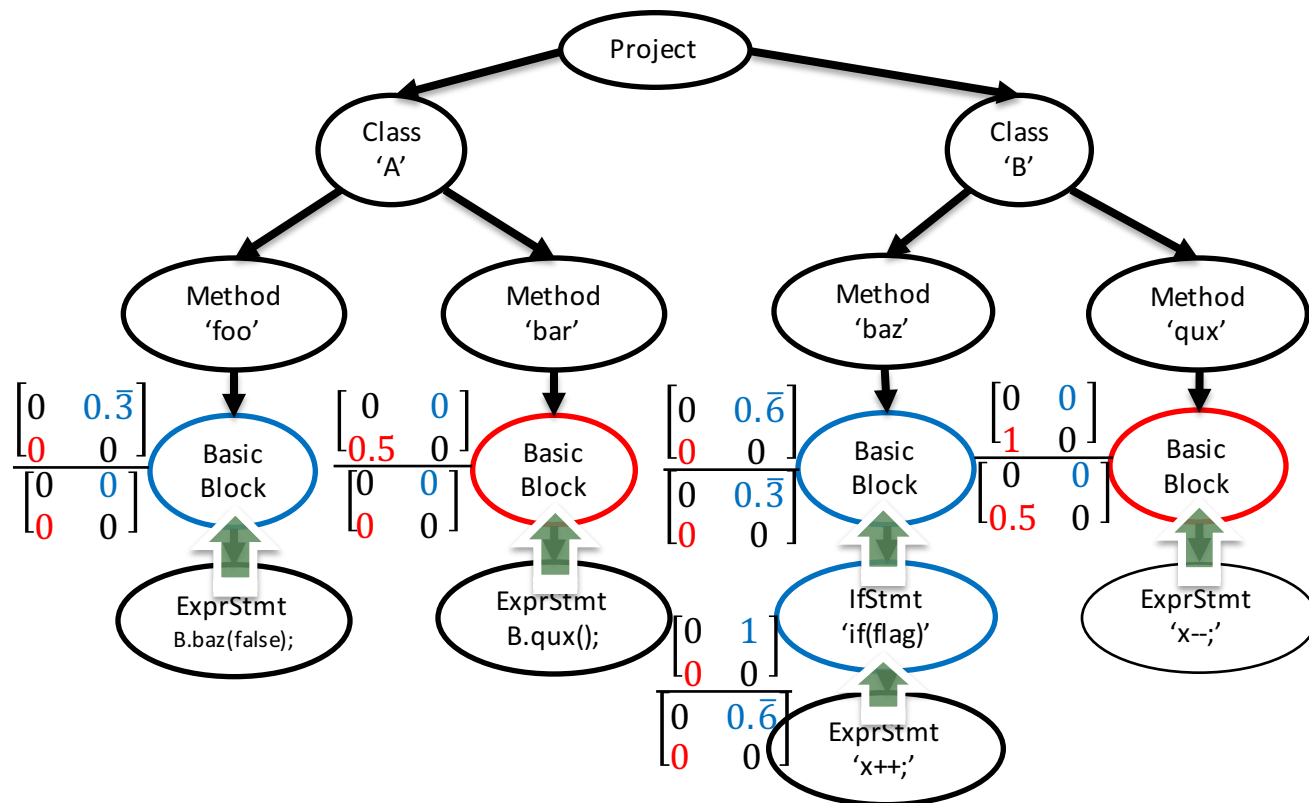 Project
Class
‘A’
Class
‘B’
Method
‘foo’
Method
‘bar’
Method
‘baz’
Method
‘qux’
[0 0.3̅]
[0 0]
[0 0]
[0 0]
Basic
Block
[0 0]
[0.5 0]
[0 0]
[0 0]
Basic
Block
[0 0.6̅]
[0 0]
[0 0.3̅]
[0 0]
Basic
Block
[0 0]
[1 0]
[0 0]
[0.5 0]
Basic
Block
ExprStmt
B.baz(false);
ExprStmt
B.qux();
IfStmt
‘if(flag)’
ExprStmt
‘x--;’
[0 1]
[0 0]
[0 0.6̅]
[0 0]
ExprStmt
‘x++;’